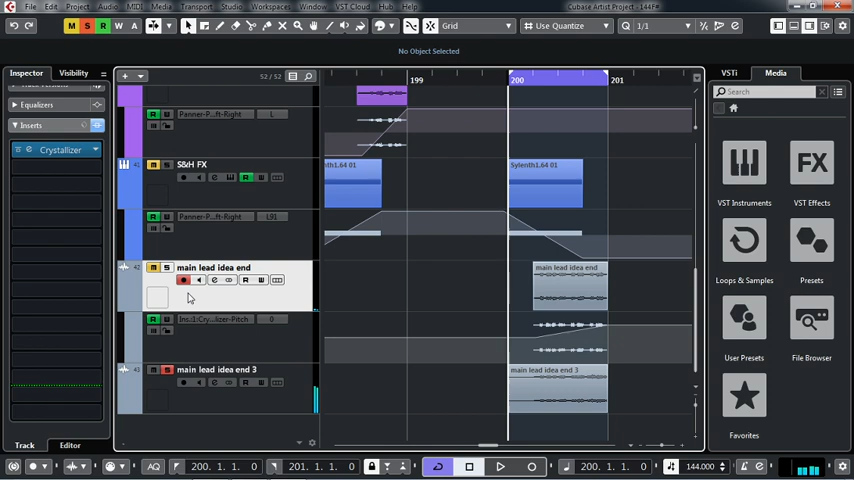 File Edit Project Audio MIDI Media Transport Studio Workspaces Window VST Cloud Hub Help Cubase Artist Project - 144F#
M S R W A Grid Use Quantize 1/1
No Object Selected
Inspector Visibility
52 / 52
199 200 201
VSTi Media
Equalizers
Search
Inserts
R Panner-P...ft-Right L
Crystallizer
M S S&H FX
R
nth1.64 01
Sylenth1.64 01
VST Instruments VST Effects
R Panner-P...ft-Right L91
42 M S main lead idea end
R W
main lead idea end
Loops & Samples Presets
R Ins.:1:Cry...lizer-Pitch 0
User Presets File Browser
43 M S main lead idea end 3
R W
main lead idea end 3
Favorites
Track Editor
AQ 200. 1. 1. 0 201. 1. 1. 0 200. 1. 1. 0 144.000